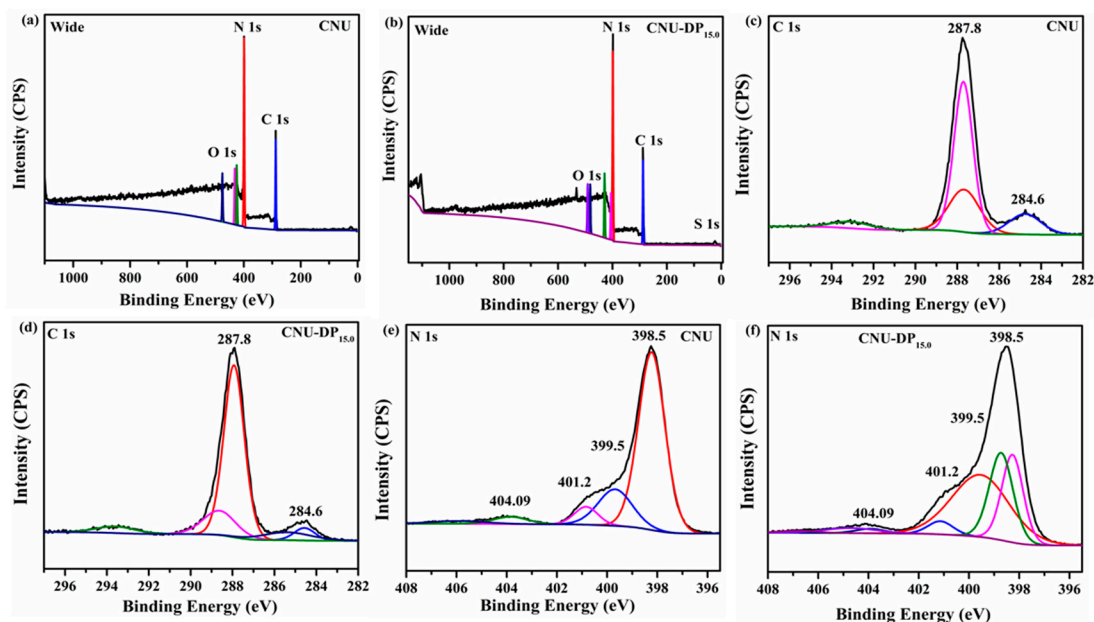 (a) Wide N 1s CNU
C 1s
O 1s
Intensity (CPS)
1000 800 600 400 200 0
Binding Energy (eV)
(b) Wide N 1s CNU-DP15.0
C 1s
O 1s
S 1s
Intensity (CPS)
1000 800 600 400 200 0
Binding Energy (eV)
(c) C 1s 287.8 CNU
284.6
Intensity (CPS)
296 294 292 290 288 286 284 282
Binding Energy (eV)
(d) C 1s 287.8 CNU-DP15.0
284.6
Intensity (CPS)
296 294 292 290 288 286 284 282
Binding Energy (eV)
(e) N 1s 398.5 CNU
399.5
401.2
404.09
Intensity (CPS)
408 406 404 402 400 398 396
Binding Energy (eV)
(f) N 1s CNU-DP15.0 398.5
399.5
401.2
404.09
Intensity (CPS)
408 406 404 402 400 398 396
Binding Energy (eV)